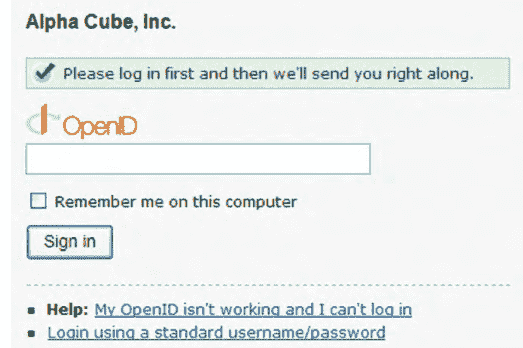 Alpha Cube, Inc.
Please log in first and then we'll send you right along.
OpenID
Remember me on this computer
Sign in
Help: My OpenID isn't working and I can't log in
Login using a standard username/password